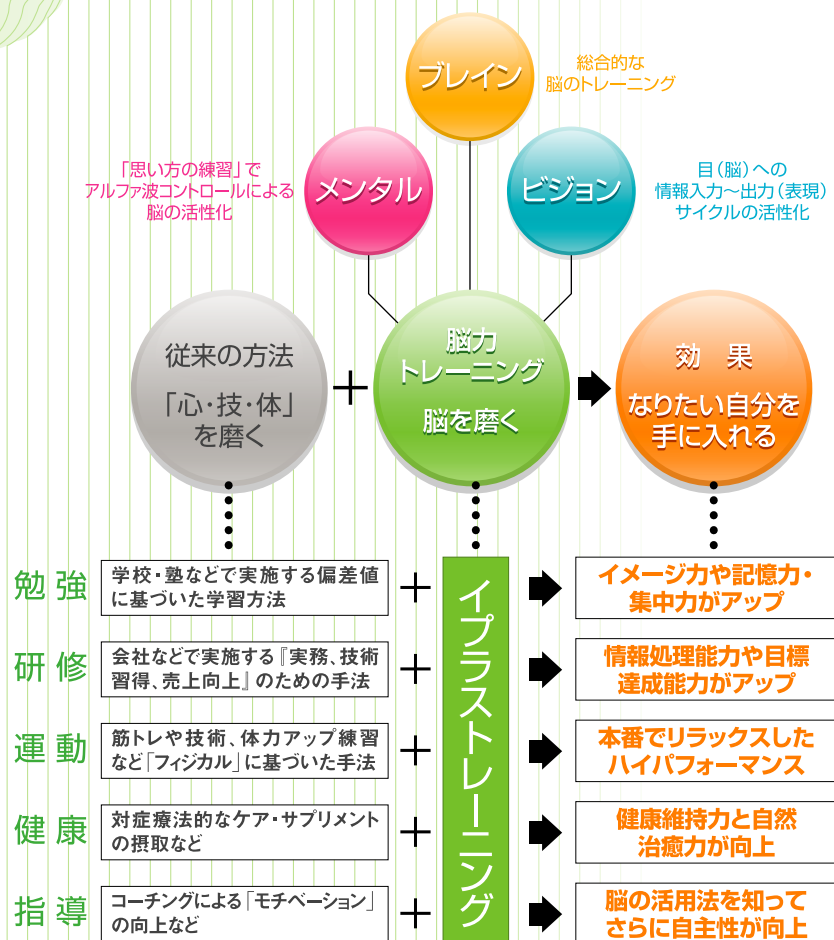 ブレイン
総合的な
脳のトレーニング
「思い方の練習」で
アルファ波コントロールによる
脳の活性化
メンタル
ビジョン
目(脳)への
情報入力〜出力(表現)
サイクルの活性化
従来の方法
「心・技・体」
を磨く
+
脳力
トレーニング
脳を磨く
効 果
なりたい自分を
手に入れる
勉強
学校・塾などで実施する偏差値
に基づいた学習方法
+
イメージ力や記憶力・
集中力がアップ
研修
会社などで実施する『実務、技術
習得、売上向上』のための手法
+
情報処理能力や目標
達成能力がアップ
運動
筋トレや技術、体力アップ練習
など「フィジカル」に基づいた手法
+
本番でリラックスした
ハイパフォーマンス
健康
対症療法的なケア・サプリメント
の摂取など
+
健康維持力と自然
治癒力が向上
指導
コーチングによる「モチベーション」
の向上など
+
脳の活用法を知って
さらに自主性が向上
イプラストレーニング